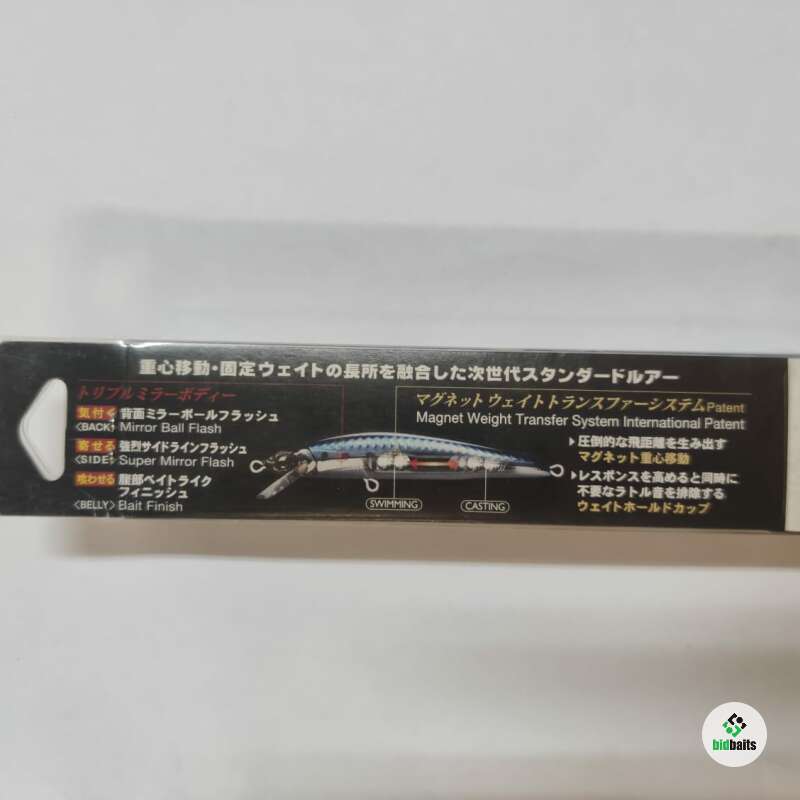 重心移動・固定ウェイトの長所を融合した次世代スタンダードルアー
トリプルミラーボディー
気付く 背面ミラーボールフラッシュ
〈BACK〉 Mirror Ball Flash
寄せる 強烈サイドラインフラッシュ
〈SIDE〉 Super Mirror Flash
喰わせる 腹部ベイトライク
フィニッシュ
〈BELLY〉 Bait Finish
マグネット ウェイトトランスファーシステム Patent
Magnet Weight Transfer System International Patent
圧倒的な飛距離を生み出す
マグネット重心移動
レスポンスを高めると同時に
不要なラトル音を排除する
ウェイトホールドカップ
SWIMMING
CASTING
bidbaits